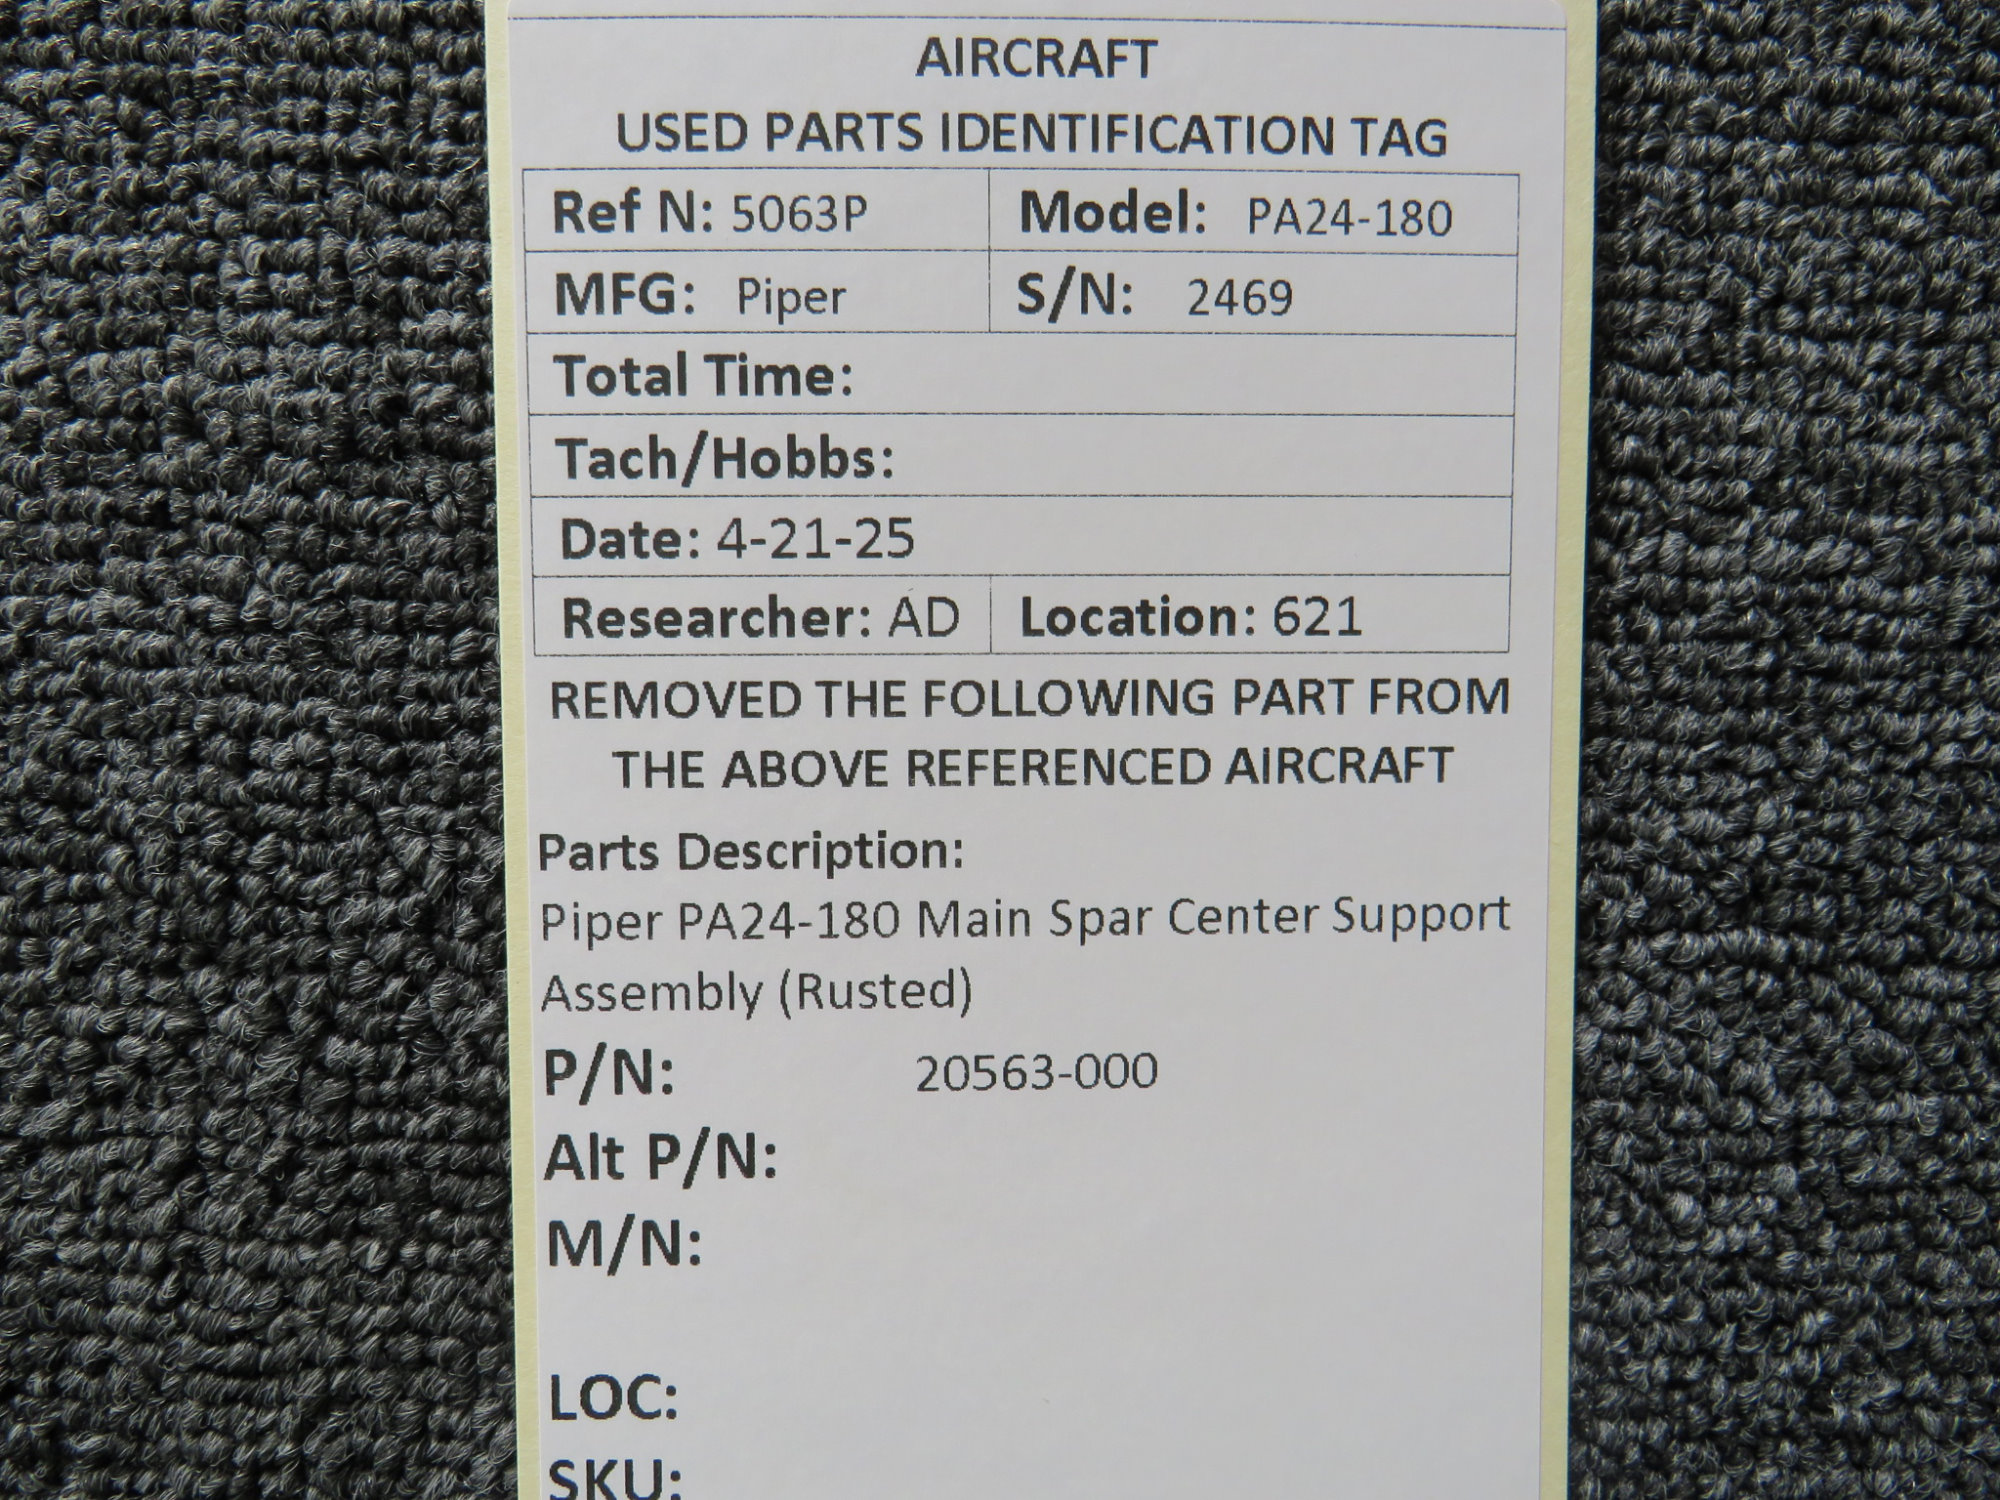 AIRCRAFT
USED PARTS IDENTIFICATION TAG
Ref N: 5063P Model: PA24-180
MFG: Piper S/N: 2469
Total Time:
Tach/Hobbs:
Date: 4-21-25
Researcher: AD Location: 621
REMOVED THE FOLLOWING PART FROM
THE ABOVE REFERENCED AIRCRAFT
Parts Description:
Piper PA24-180 Main Spar Center Support
Assembly (Rusted)
P/N: 20563-000
Alt P/N:
M/N:
LOC:
SKU: